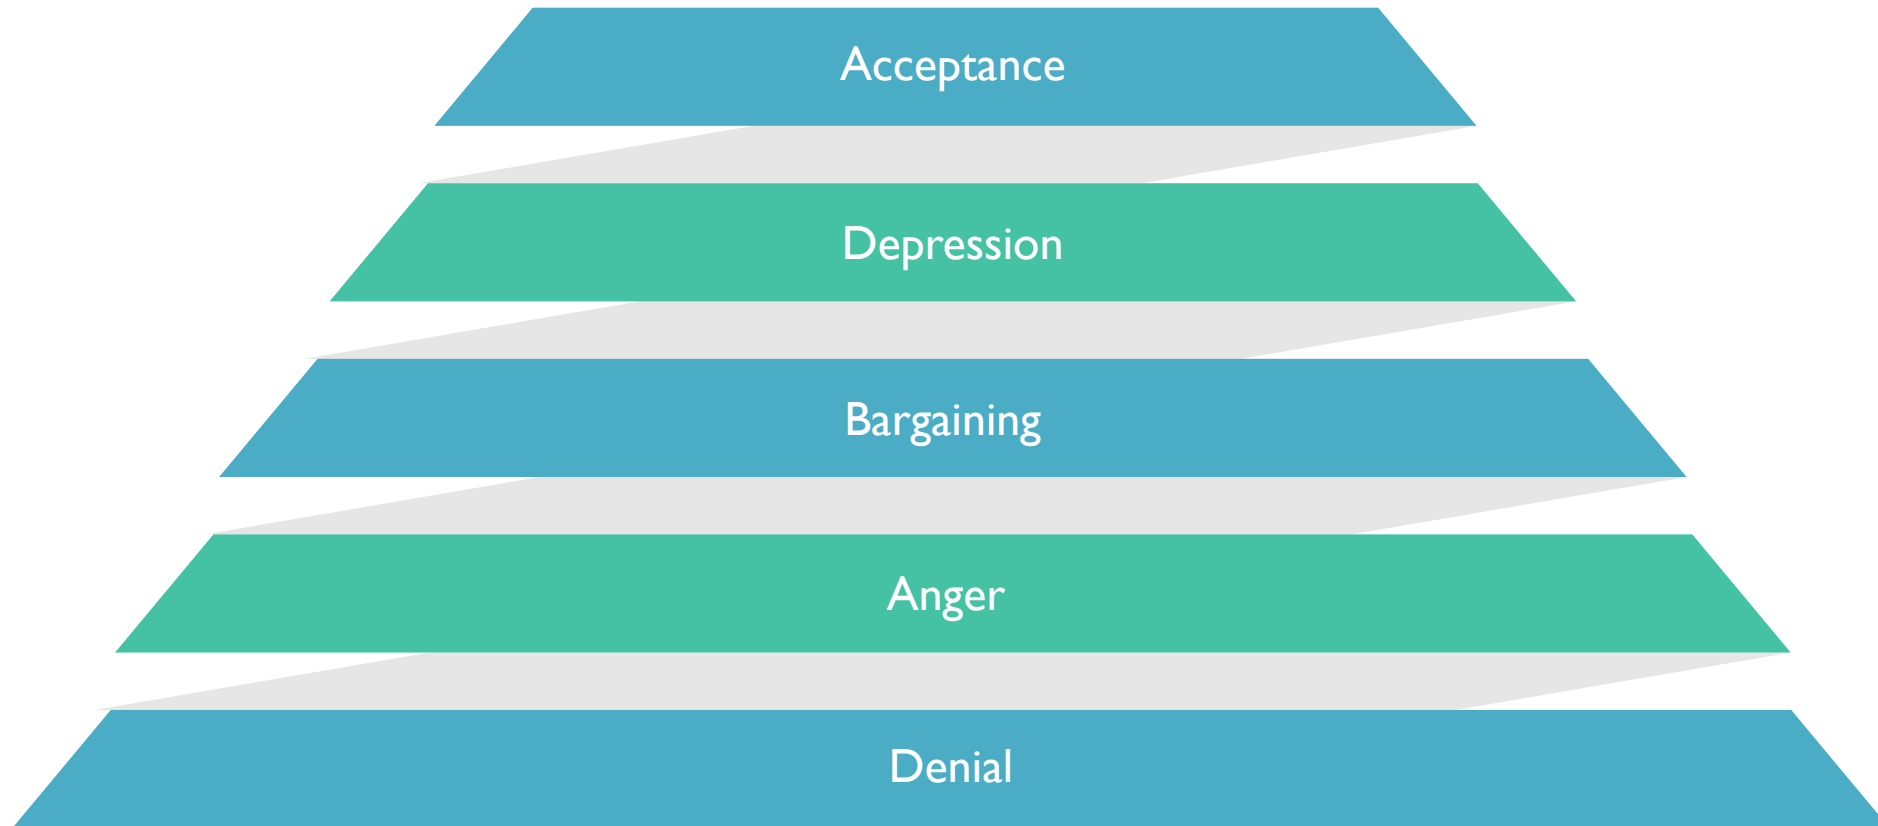 Acceptance
Depression
Bargaining
Anger
Denial